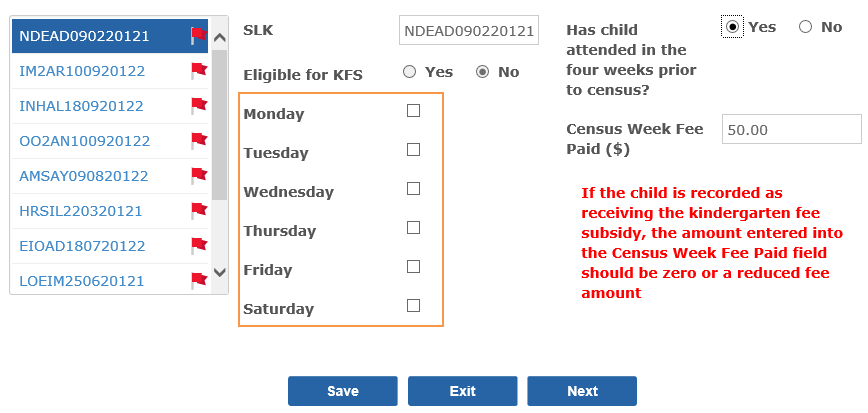 NDEAD090220121
IM2AR100920122
INHAL180920122
OO2AN100920122
AMSAY090820122
HRSIL220320121
EIOAD180720122
LOEIM250620121
SLK NDEAD090220121
Eligible for KFS Yes No
Monday
Tuesday
Wednesday
Thursday
Friday
Saturday
Has child
attended in the
four weeks prior
to census?
Yes No
Census Week Fee
Paid ($)
50.00
If the child is recorded as
receiving the kindergarten fee
subsidy, the amount entered into
the Census Week Fee Paid field
should be zero or a reduced fee
amount
Save Exit Next